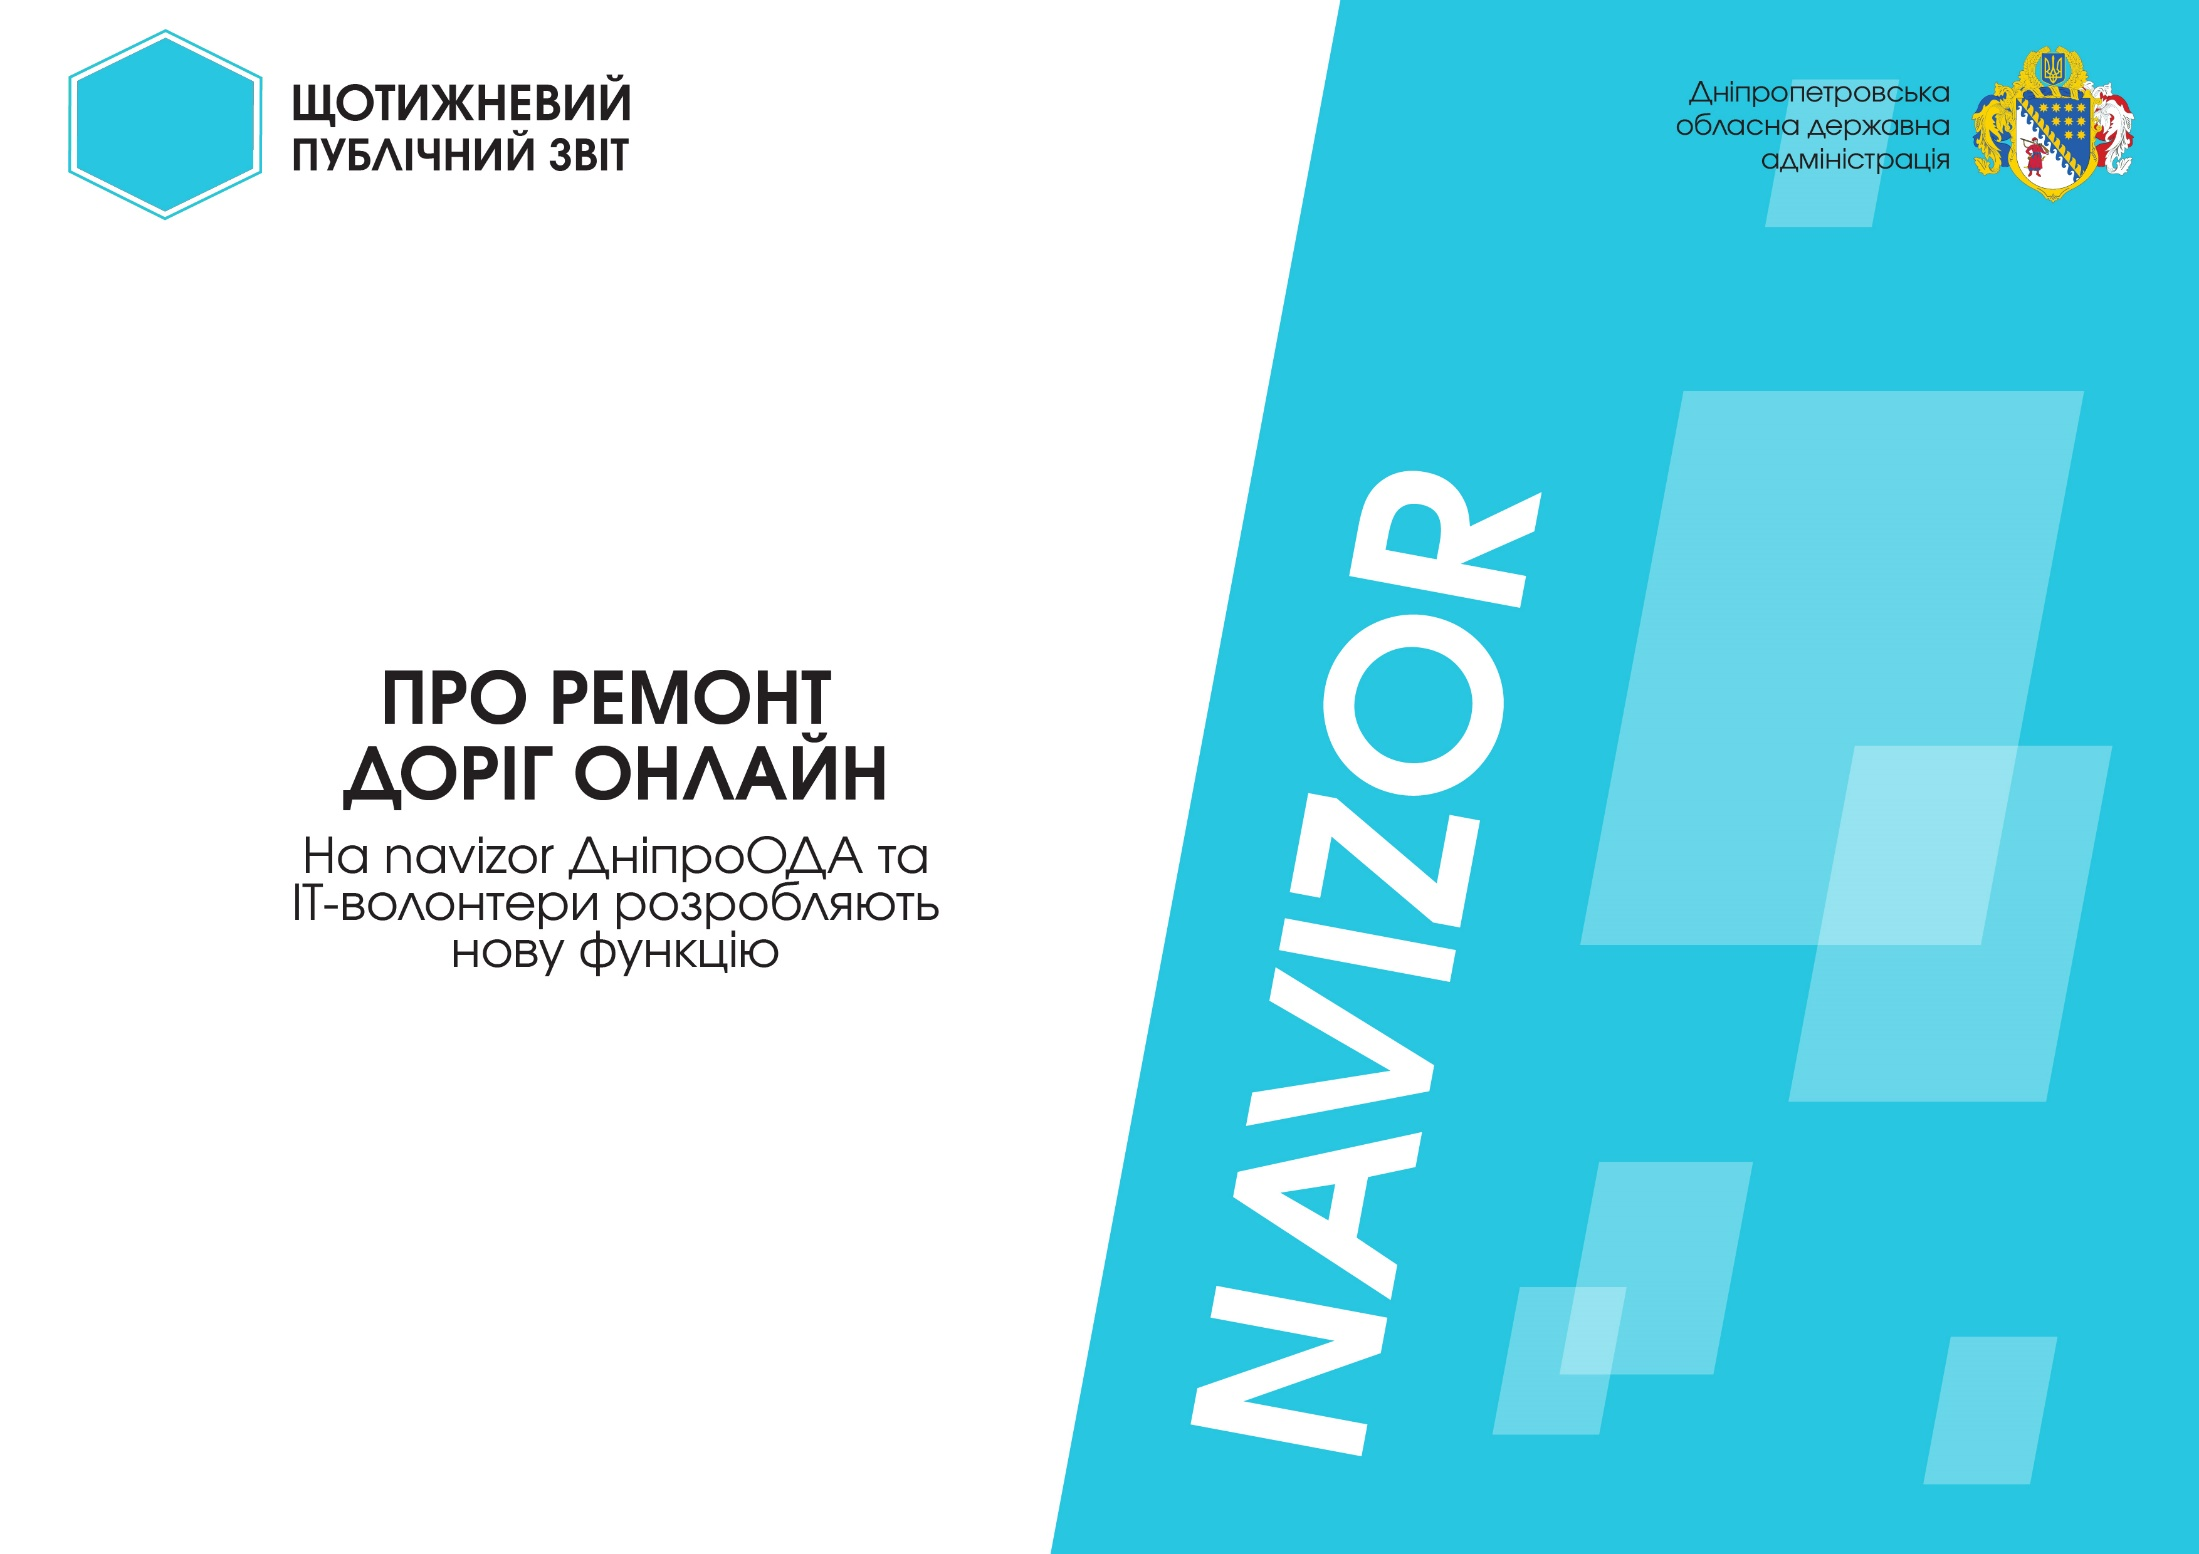 ЩОТИЖНЕВИЙ
ПУБЛІЧНИЙ ЗВІТ
Дніпропетровська
обласна державна
адміністрація
ПРО РЕМОНТ
ДОРІГ ОНЛАЙН
На navizor ДніпроОДА та
ІТ-волонтери розробляють
нову функцію
NAVIZOR